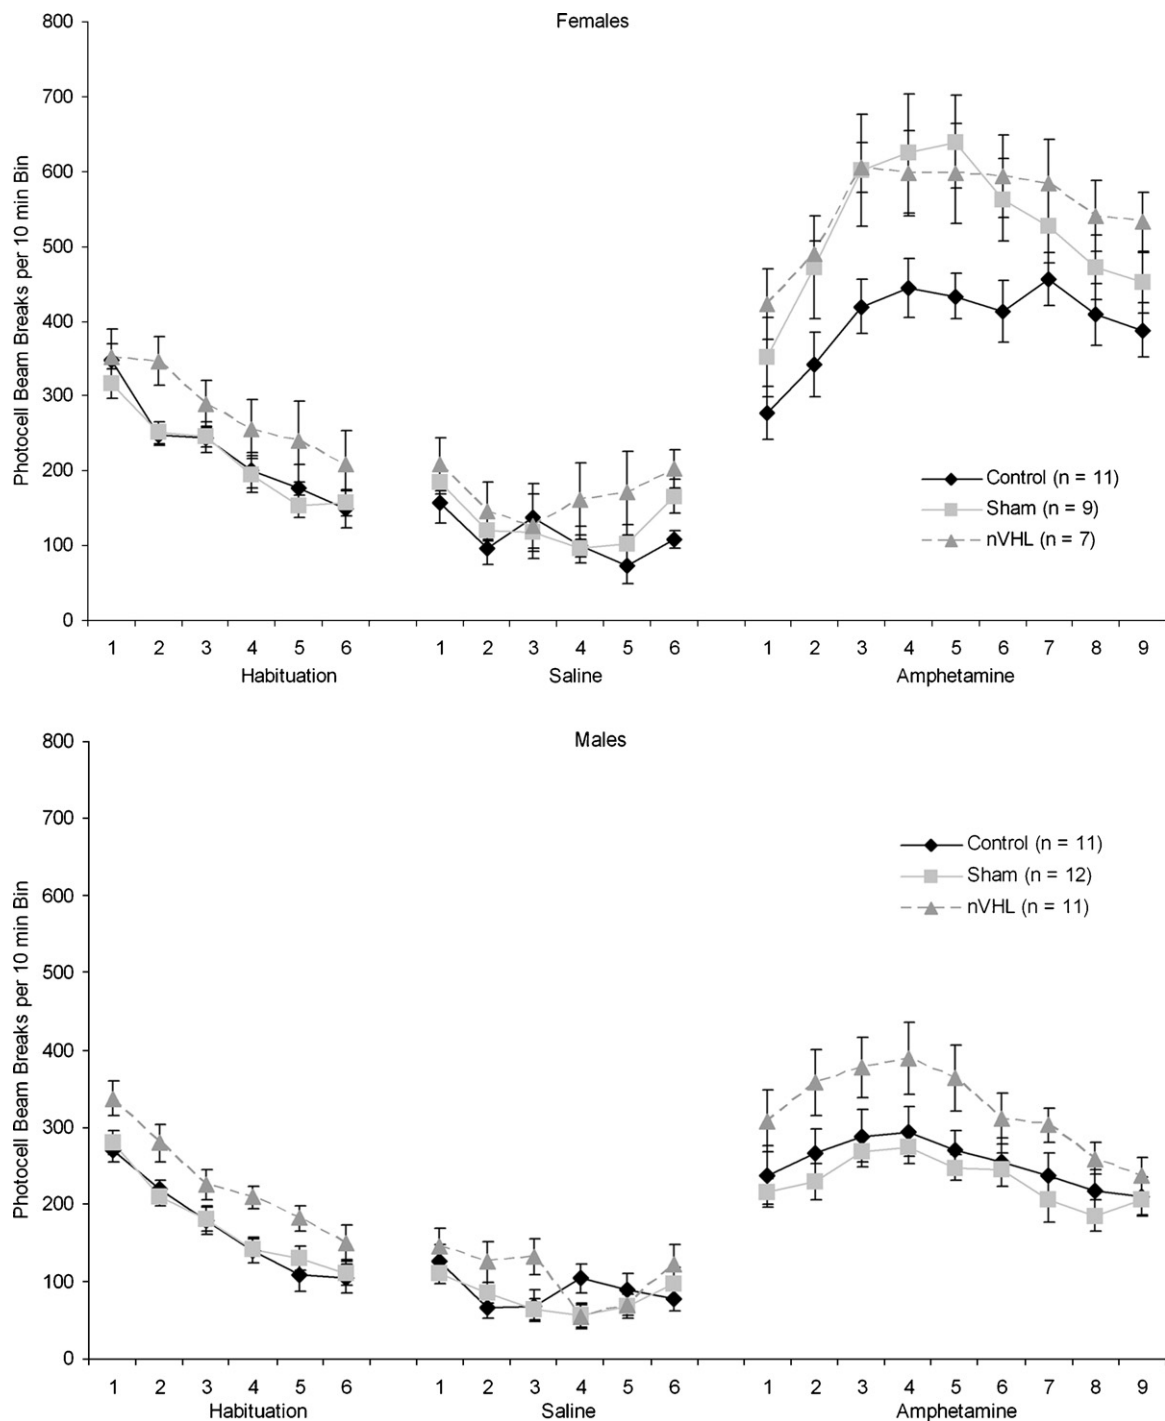 Females
800
700
600
500
400
300
200
100
0
Photocell Beam Breaks per 10 min Bin
Control (n = 11)
Sham (n = 9)
nVHL (n = 7)
1 2 3 4 5 6 1 2 3 4 5 6 1 2 3 4 5 6 7 8 9
Habituation Saline Amphetamine
Males
800
700
600
500
400
300
200
100
0
Photocell Beam Breaks per 10 min Bin
Control (n = 11)
Sham (n = 12)
nVHL (n = 11)
1 2 3 4 5 6 1 2 3 4 5 6 1 2 3 4 5 6 7 8 9
Habituation Saline Amphetamine